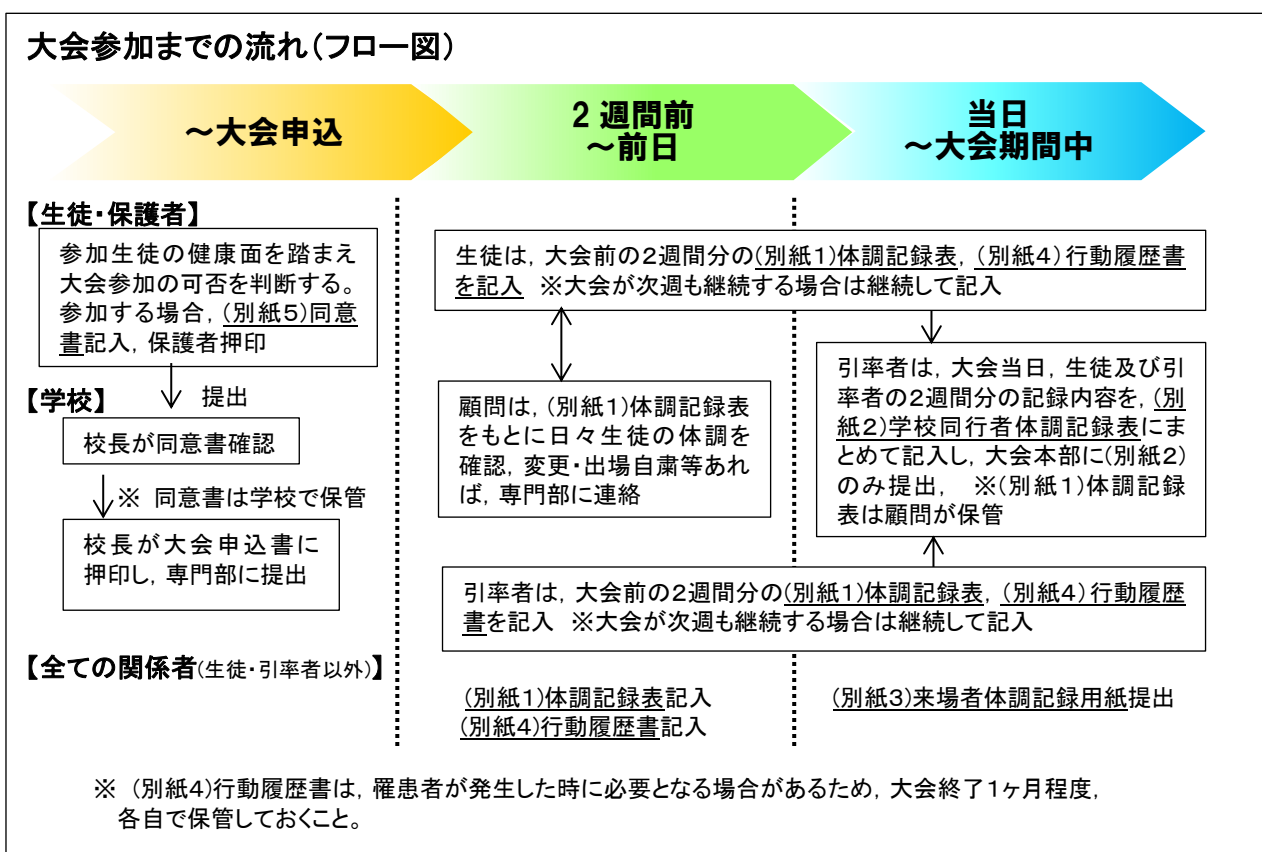 大会参加までの流れ(フロー図)
～大会申込
2週間前
～前日
当日
～大会期間中
【生徒・保護者】
参加生徒の健康面を踏まえ
大会参加の可否を判断する。
参加する場合，(別紙5)同意
書記入，保護者押印
提出
【学校】
校長が同意書確認
※ 同意書は学校で保管
校長が大会申込書に
押印し，専門部に提出
生徒は，大会前の2週間分の(別紙1)体調記録表，(別紙4)行動履歴書
を記入 ※大会が次週も継続する場合は継続して記入
顧問は，(別紙1)体調記録表
をもとに日々生徒の体調を
確認，変更・出場自粛等あれ
ば，専門部に連絡
引率者は，大会当日，生徒及び引
率者の2週間分の記録内容を，(別
紙2)学校同行者体調記録表にま
とめて記入し，大会本部に(別紙2)
のみ提出， ※(別紙1)体調記録
表は顧問が保管
引率者は，大会前の2週間分の(別紙1)体調記録表，(別紙4)行動履歴
書を記入 ※大会が次週も継続する場合は継続して記入
【全ての関係者(生徒・引率者以外)】
(別紙1)体調記録表記入
(別紙4)行動履歴書記入
(別紙3)来場者体調記録用紙提出
※ (別紙4)行動履歴書は，罹患者が発生した時に必要となる場合があるため，大会終了1ヶ月程度，
各自で保管しておくこと。